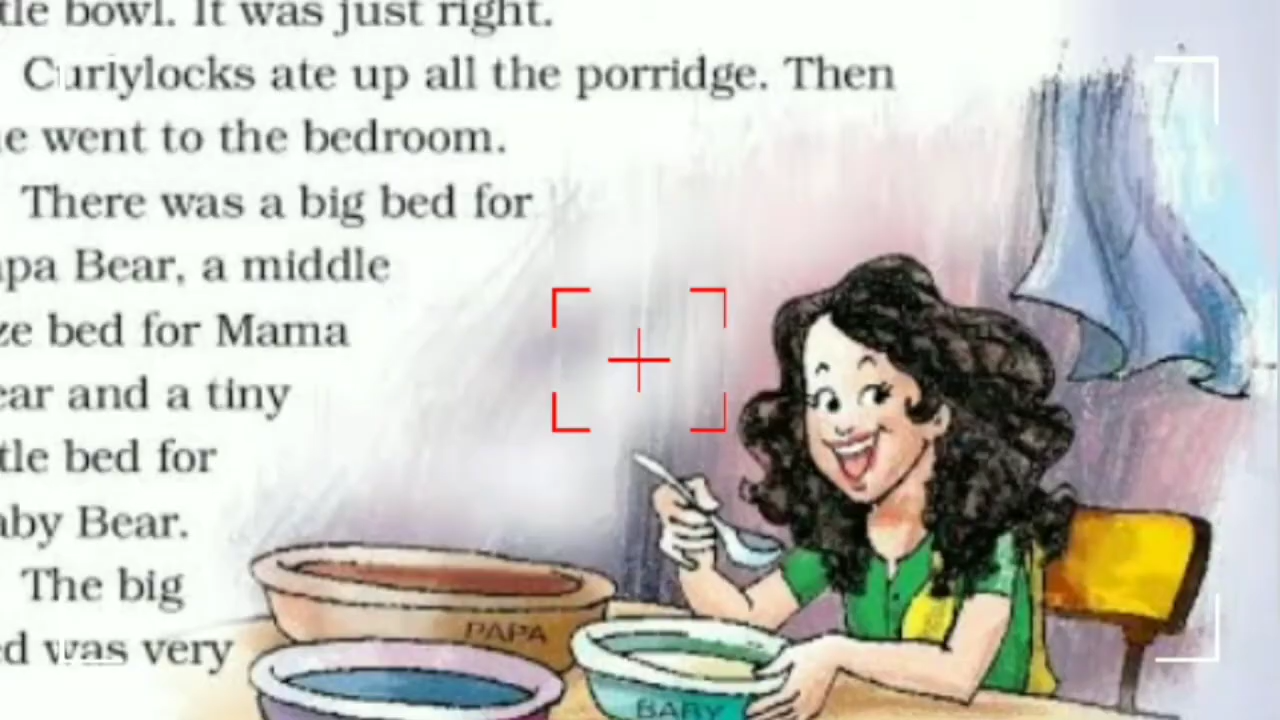 tle bowl. It was just right.
Curlylocks ate up all the porridge. Then
e went to the bedroom.
There was a big bed for
pa Bear, a middle
ze bed for Mama
ear and a tiny
tle bed for
aby Bear.
The big
ed was very
PAPA
BABY